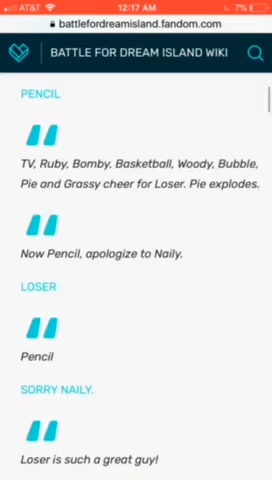 AT&T 12:17 AM 7%
battlefordreamisland.fandom.com
BATTLE FOR DREAM ISLAND WIKI
PENCIL
TV, Ruby, Bomby, Basketball, Woody, Bubble,
Pie and Grassy cheer for Loser. Pie explodes.
Now Pencil, apologize to Naily.
LOSER
Pencil
SORRY NAILY.
Loser is such a great guy!